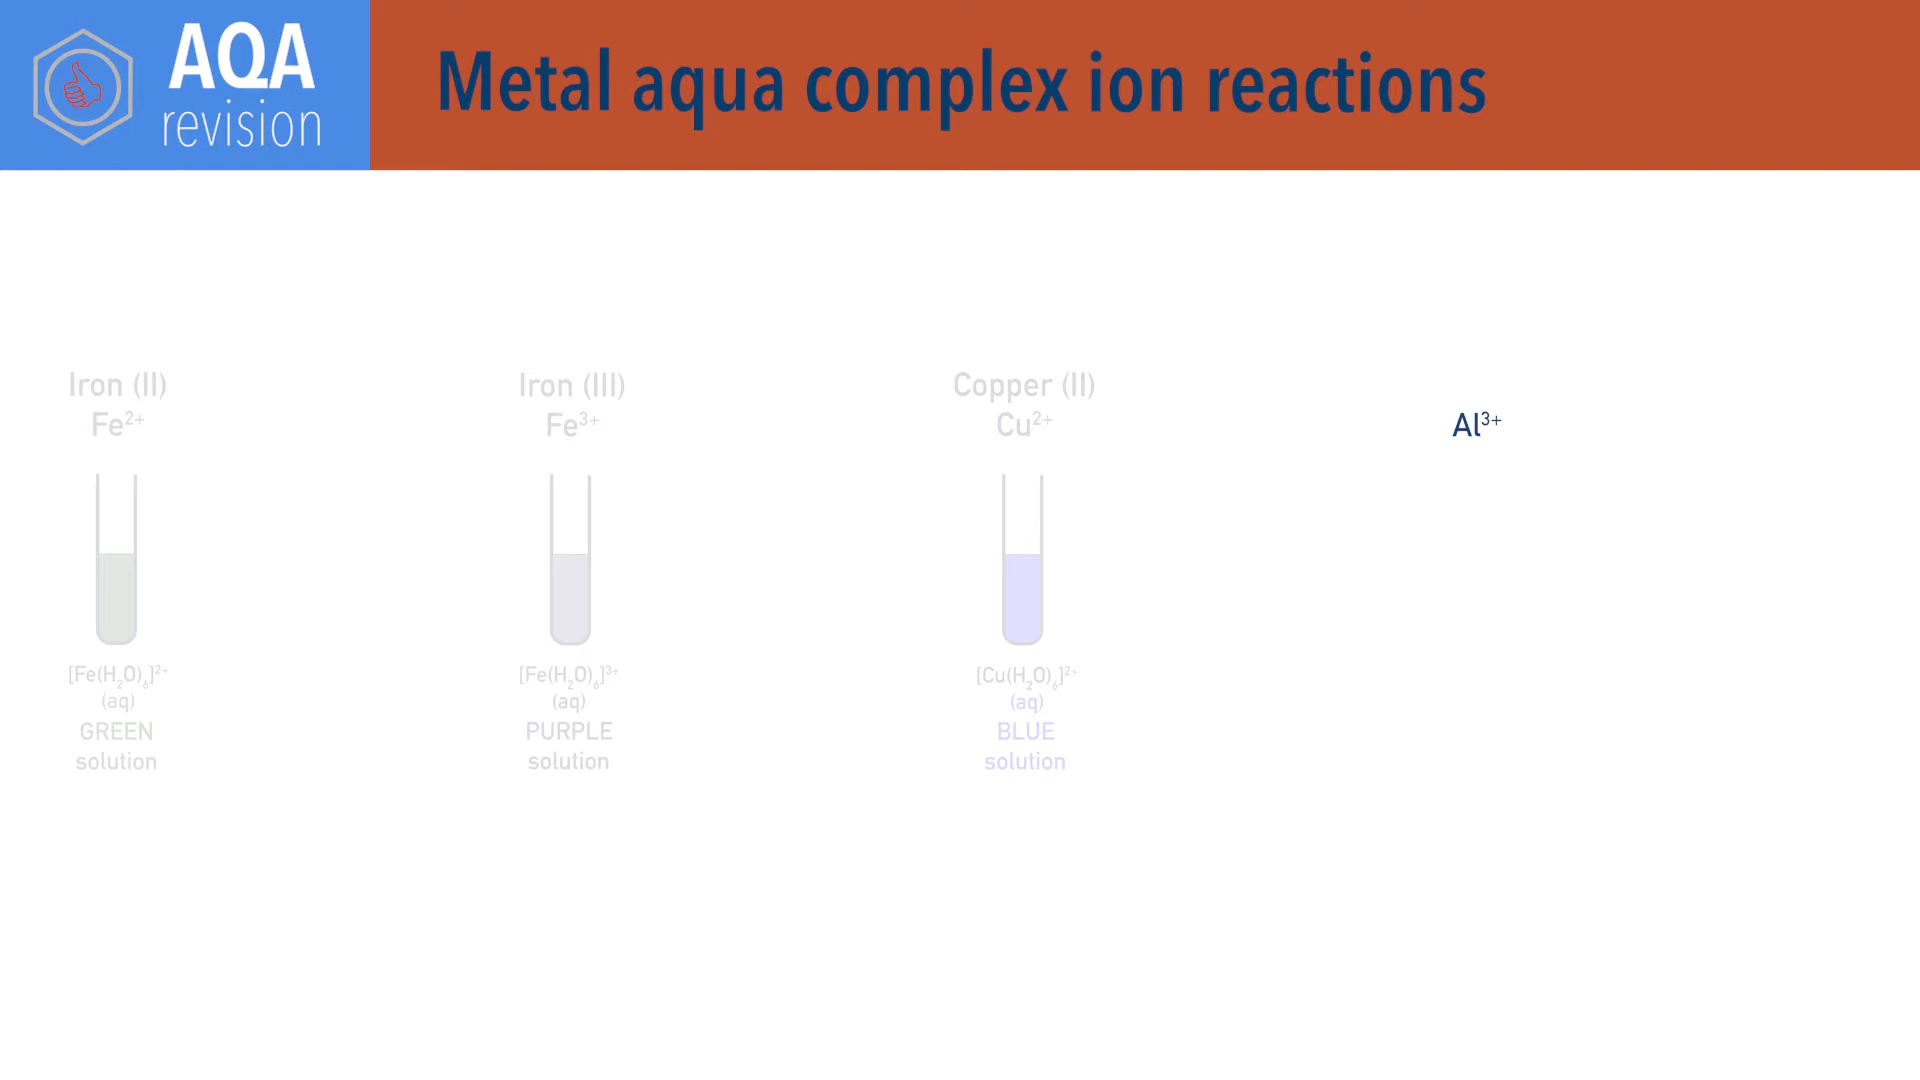 AQA
revision
Metal aqua complex ion reactions
Iron (II)
Fe²⁺
[Fe(H₂O)₆]²⁺
(aq)
GREEN
solution
Iron (III)
Fe³⁺
[Fe(H₂O)₆]³⁺
(aq)
PURPLE
solution
Copper (II)
Cu²⁺
[Cu(H₂O)₆]²⁺
(aq)
BLUE
solution
Al³⁺